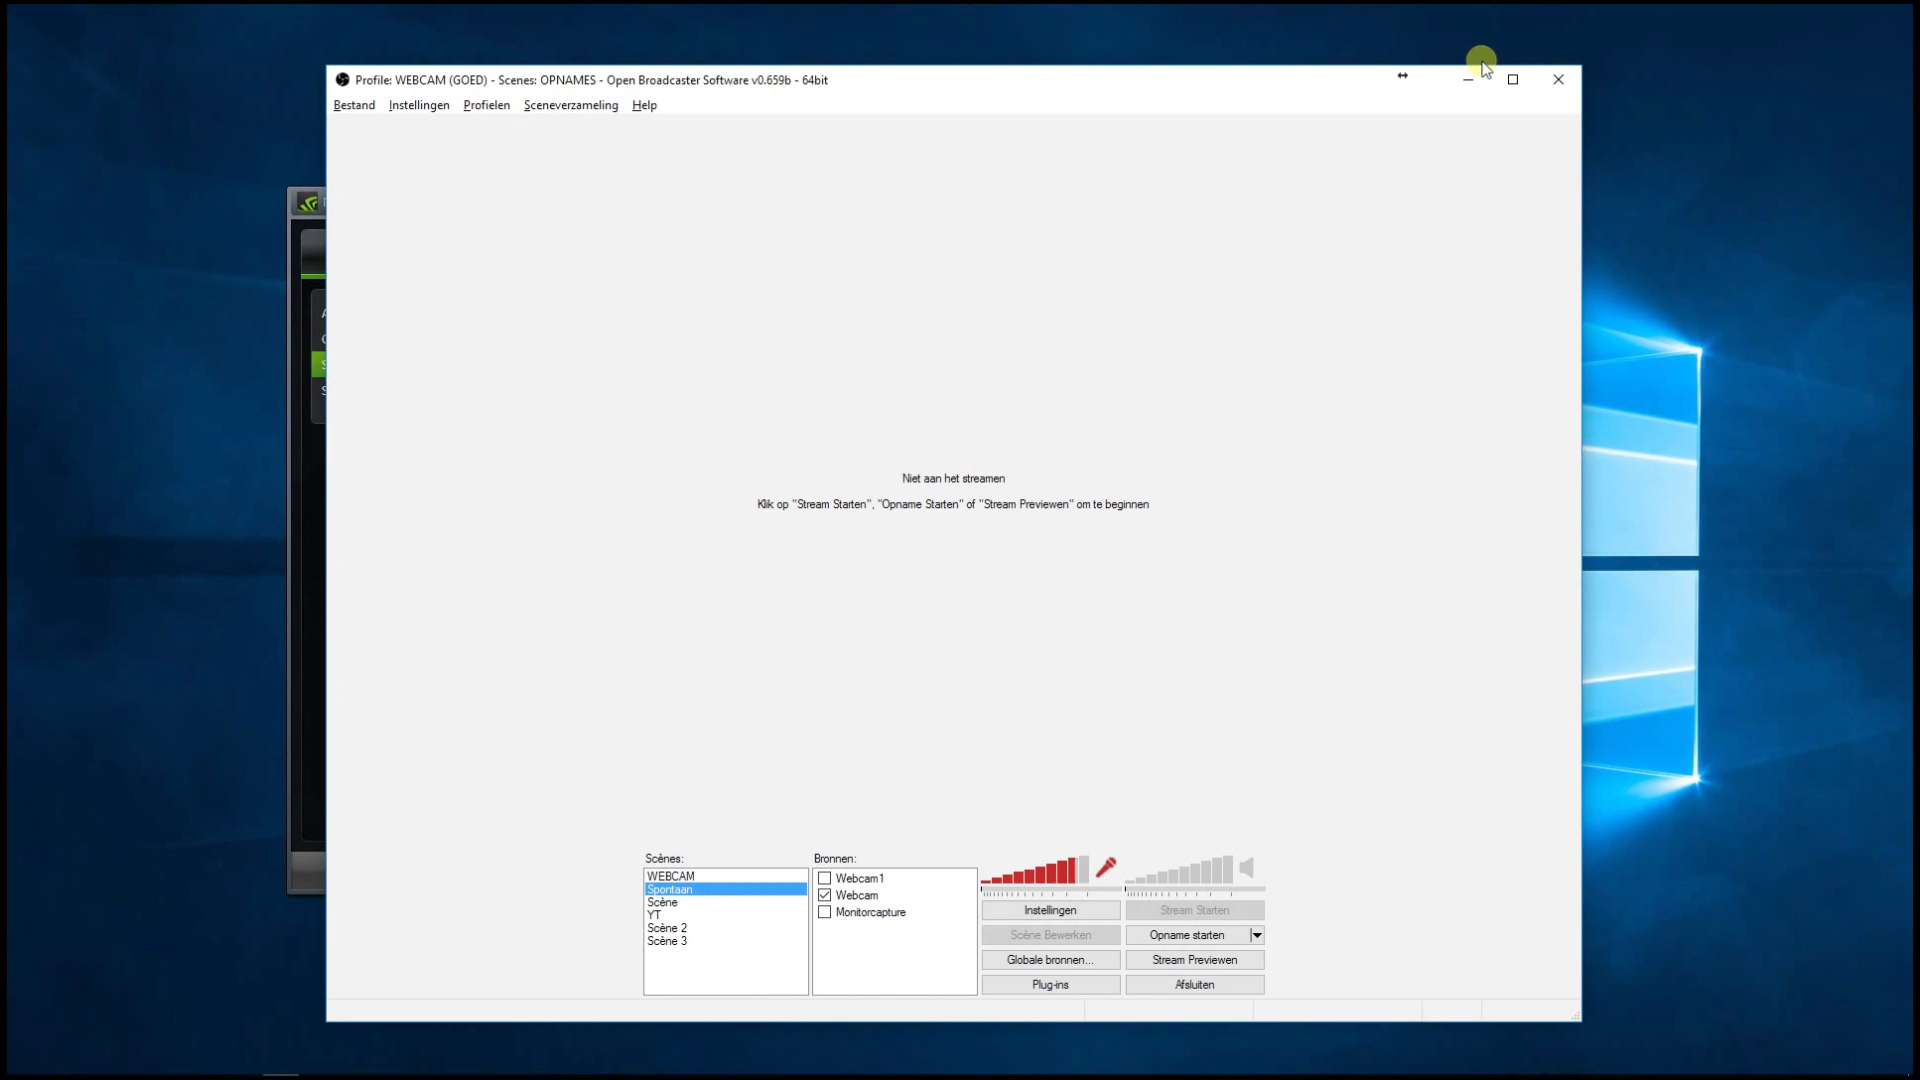 Profile: WEBCAM (GOED) - Scenes: OPNAMES - Open Broadcaster Software v0.659b - 64bit
Bestand Instellingen Profielen Sceneverzameling Help
Niet aan het streamen
Klik op "Stream Starten", "Opname Starten" of "Stream Previewen" om te beginnen
Scènes:
WEBCAM
Spontaan
Scène
YT
Scène 2
Scène 3
Bronnen:
Webcam1
Webcam
Monitorcapture
Instellingen
Stream Starten
Scène Bewerken
Opname starten
Globale bronnen...
Stream Previewen
Plug-ins
Afsluiten